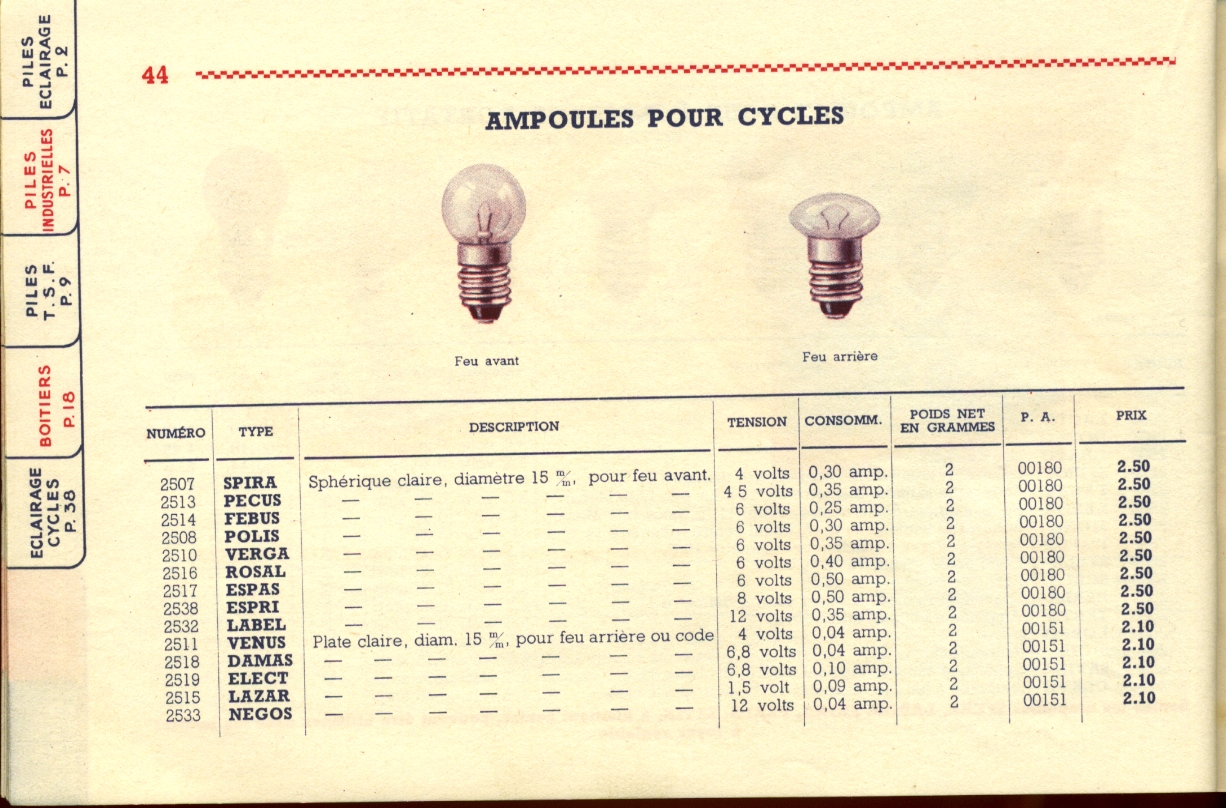 PILES
ECLAIRAGE
P. 2
PILES
INDUSTRIELLES
P. 7
PILES
T. S. F.
P. 9
BOITIERS
P. 18
ECLAIRAGE
CYCLES
P. 38
44
AMPOULES POUR CYCLES
Feu avant
Feu arrière
NUMÉRO TYPE DESCRIPTION TENSION CONSOMM. POIDS NET EN GRAMMES P. A. PRIX
2507 SPIRA Sphérique claire, diamètre 15 m/m, pour feu avant. 4 volts 0,30 amp. 2 00180 2.50
2513 PECUS — — — — — — 4 5 volts 0,35 amp. 2 00180 2.50
2514 FEBUS — — — — — — 6 volts 0,25 amp. 2 00180 2.50
2508 POLIS — — — — — — 6 volts 0,30 amp. 2 00180 2.50
2510 VERGA — — — — — — 6 volts 0,35 amp. 2 00180 2.50
2516 ROSAL — — — — — — 6 volts 0,40 amp. 2 00180 2.50
2517 ESPAS — — — — — — 6 volts 0,50 amp. 2 00180 2.50
2538 ESPRI — — — — — — 8 volts 0,50 amp. 2 00180 2.50
2532 LABEL — — — — — — 12 volts 0,35 amp. 2 00180 2.50
2511 VENUS Plate claire, diam. 15 m/m, pour feu arrière ou code 4 volts 0,04 amp. 2 00151 2.10
2518 DAMAS — — — — — — — 6,8 volts 0,04 amp. 2 00151 2.10
2519 ELECT — — — — — — — 6,8 volts 0,10 amp. 2 00151 2.10
2515 LAZAR — — — — — — — 1,5 volt 0,09 amp. 2 00151 2.10
2533 NEGOS — — — — — — — 12 volts 0,04 amp. 2 00151 2.10